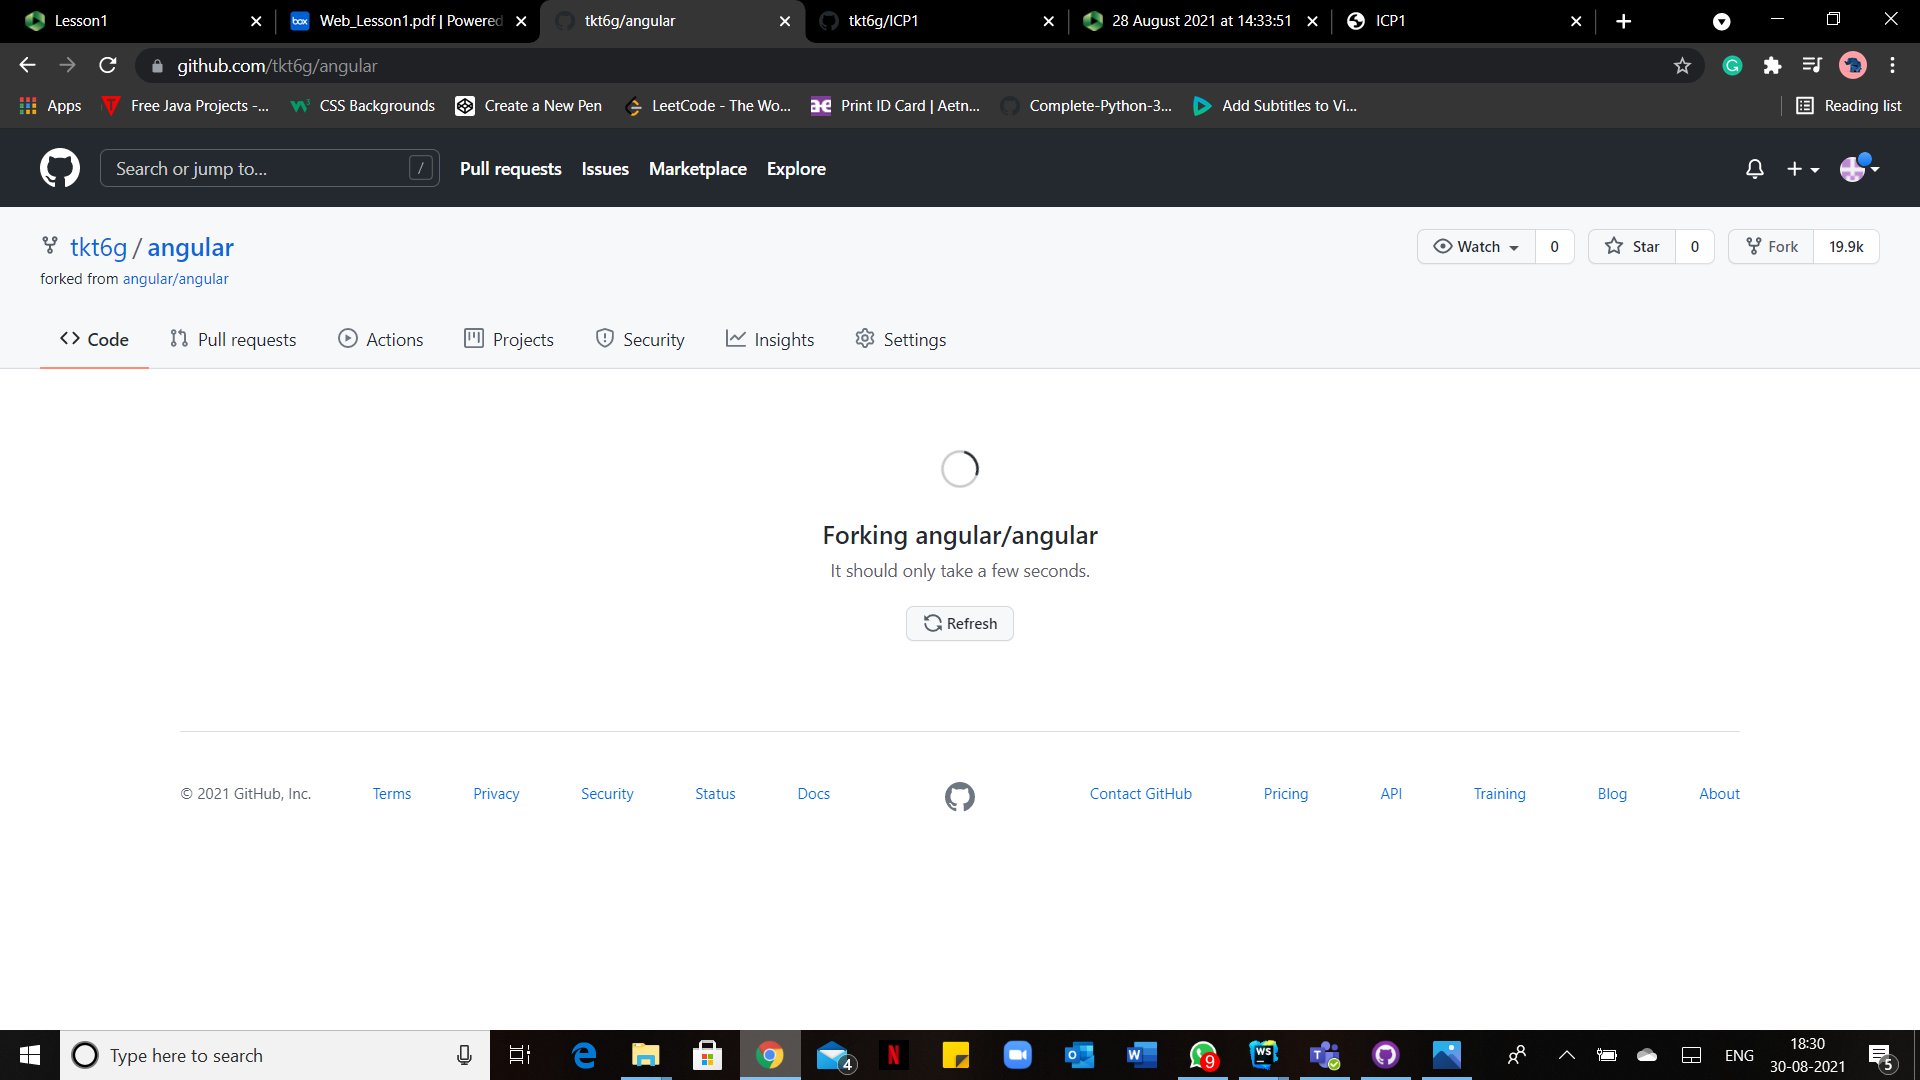 Lesson1
Web_Lesson1.pdf | Powered
tkt6g/angular
tkt6g/ICP1
28 August 2021 at 14:33:51
ICP1
github.com/tkt6g/angular
Apps
Free Java Projects -...
CSS Backgrounds
Create a New Pen
LeetCode - The Wo...
Print ID Card | Aetn...
Complete-Python-3...
Add Subtitles to Vi...
Reading list
Search or jump to...
/
Pull requests
Issues
Marketplace
Explore
tkt6g / angular
Watch
0
Star
0
Fork
19.9k
forked from angular/angular
Code
Pull requests
Actions
Projects
Security
Insights
Settings
Forking angular/angular
It should only take a few seconds.
Refresh
© 2021 GitHub, Inc.
Terms
Privacy
Security
Status
Docs
Contact GitHub
Pricing
API
Training
Blog
About
Type here to search
4
9
ENG
18:30
30-08-2021
5